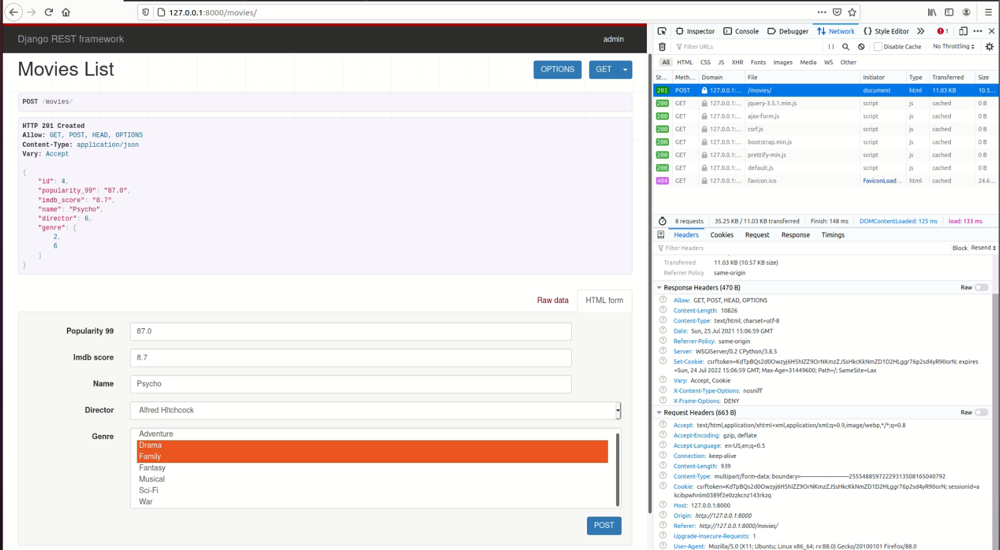 127.0.0.1:8000/movies/
Django REST framework
admin
Movies List
OPTIONS
GET
POST /movies/
HTTP 201 Created
Allow: GET, POST, HEAD, OPTIONS
Content-Type: application/json
Vary: Accept
{
"id": 4,
"popularity_99": "87.0",
"imdb_score": "8.7",
"name": "Psycho",
"director": 6,
"genre": [
2,
6
]
}
Raw data
HTML form
Popularity 99
87.0
Imdb score
8.7
Name
Psycho
Director
Alfred HItchcock
Genre
Adventure
Drama
Family
Fantasy
Musical
Sci-Fi
War
POST
Inspector Console Debugger Network {} Style Editor 1
Filter URLs Disable Cache No Throttling
All HTML CSS JS XHR Fonts Images Media WS Other
St... Meth... Domain File Initiator Type Transferred Size
201 POST 127.0.0.1:... /movies/ document html 11.03 KB 10.5...
200 GET 127.0.0.1:... jquery-3.5.1.min.js script js cached 0 B
200 GET 127.0.0.1:... ajax-form.js script js cached 0 B
200 GET 127.0.0.1:... csrf.js script js cached 0 B
200 GET 127.0.0.1:... bootstrap.min.js script js cached 0 B
200 GET 127.0.0.1:... prettify-min.js script js cached 0 B
200 GET 127.0.0.1:... default.js script js cached 0 B
404 GET 127.0.0.1:... favicon.ico FaviconLoad... html cached 24.6...
8 requests 35.25 KB / 11.03 KB transferred Finish: 148 ms DOMContentLoaded: 125 ms load: 133 ms
Headers Cookies Request Response Timings
Filter Headers Block Resend
Transferred 11.03 KB (10.57 KB size)
Referrer Policy same-origin
Response Headers (470 B) Raw
Allow: GET, POST, HEAD, OPTIONS
Content-Length: 10826
Content-Type: text/html; charset=utf-8
Date: Sun, 25 Jul 2021 15:06:59 GMT
Referrer-Policy: same-origin
Server: WSGIServer/0.2 CPython/3.8.5
Set-Cookie: csrftoken=KdTpBQs2d0Owzyj6H5hIZZ9OrNKmzZJSsHkcKkNmZD1D2HLggr76p2sd4yR90orN; expires
=Sun, 24 Jul 2022 15:06:59 GMT; Max-Age=31449600; Path=/; SameSite=Lax
Vary: Accept, Cookie
X-Content-Type-Options: nosniff
X-Frame-Options: DENY
Request Headers (663 B) Raw
Accept: text/html,application/xhtml+xml,application/xml;q=0.9,image/webp,*/*;q=0.8
Accept-Encoding: gzip, deflate
Accept-Language: en-US,en;q=0.5
Connection: keep-alive
Content-Length: 939
Content-Type: multipart/form-data; boundary=---------------------------255548859722293135081650​40792
Cookie: csrftoken=KdTpBQs2d0Owzyj6H5hIZZ9OrNKmzZJSsHkcKkNmZD1D2HLggr76p2sd4yR90orN; sessionid=a
kcibpwhnlm0389f2e0zzkcnz143rkzq
Host: 127.0.0.1:8000
Origin: http://127.0.0.1:8000
Referer: http://127.0.0.1:8000/movies/
Upgrade-Insecure-Requests: 1
User-Agent: Mozilla/5.0 (X11; Ubuntu; Linux x86_64; rv:88.0) Gecko/20100101 Firefox/88.0